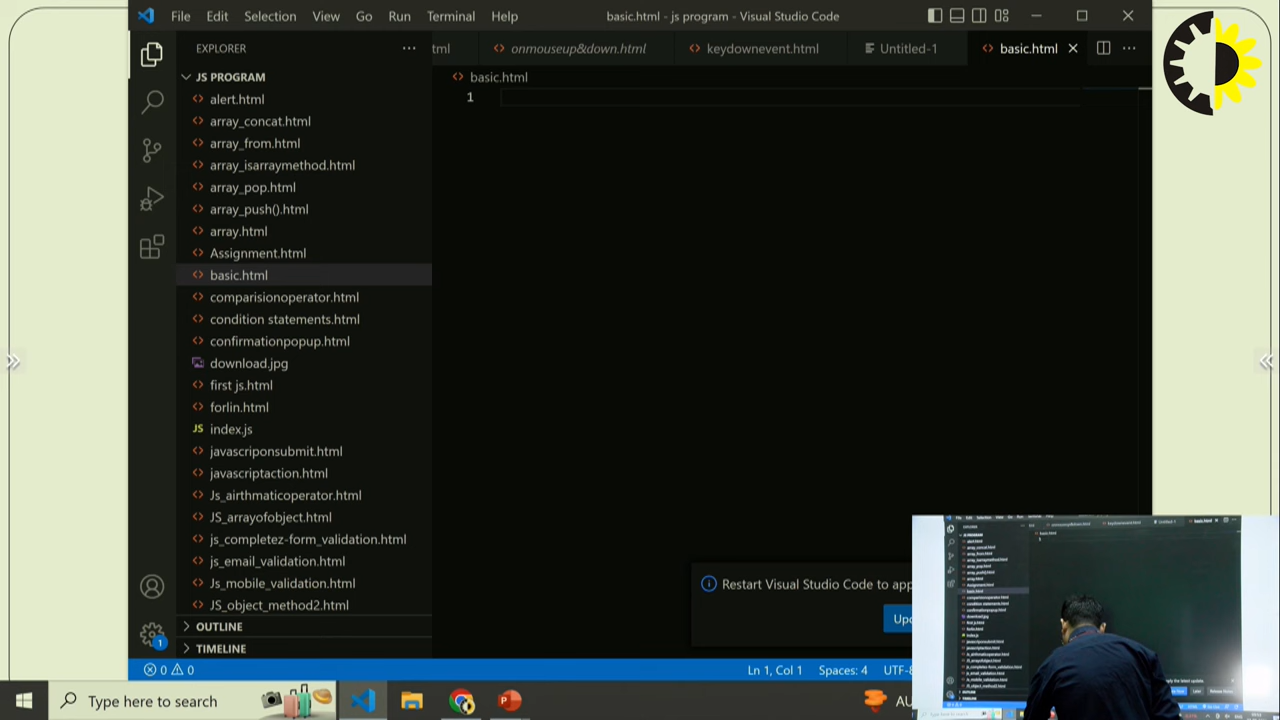 File Edit Selection View Go Run Terminal Hel
basic.html - js program - Visual Studio Code
EXPLORER
tml
onmouseup&down.html
keydownevent.html
Untitled-1
basic.html
JS PROGRAM
basic.html
1
alert.html
array_concat.html
array_from.html
array_isarraymethod.html
array_pop.html
array_push().html
array.html
Assignment.html
basic.html
comparisionoperator.html
condition statements.html
confirmationpopup.html
download.jpg
first js.html
forlin.html
JS index.js
javascriponsubmit.html
javascriptaction.html
Js_airthmaticoperator.html
JS_arrayobject.html
js_completez-form_validation.html
js_email_validation.html
Js_mobile_validation.html
JS_object_method2.html
OUTLINE
TIMELINE
1
Restart Visual Studio Code to app
Upd
0 0
Ln 1, Col 1 Spaces: 4 UTF-8
Type here to search